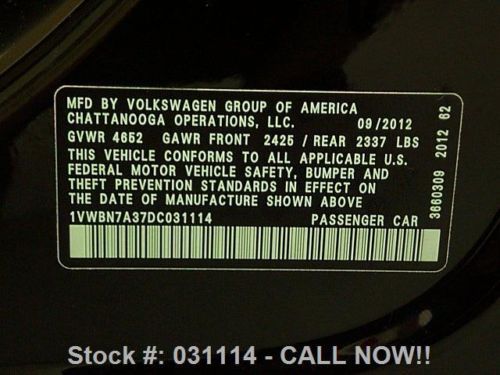 MFD BY VOLKSWAGEN GROUP OF AMERICA
CHATTANOOGA OPERATIONS, LLC. 09/2012
GVWR 4652 GAWR FRONT 2425 / REAR 2337 LBS
THIS VEHICLE CONFORMS TO ALL APPLICABLE U.S.
FEDERAL MOTOR VEHICLE SAFETY, BUMPER AND
THEFT PREVENTION STANDARDS IN EFFECT ON
THE DATE OF MANUFACTURE SHOWN ABOVE
1VWBN7A37DC031114 PASSENGER CAR
3660309 2012 62
Stock #: 031114 - CALL NOW!!